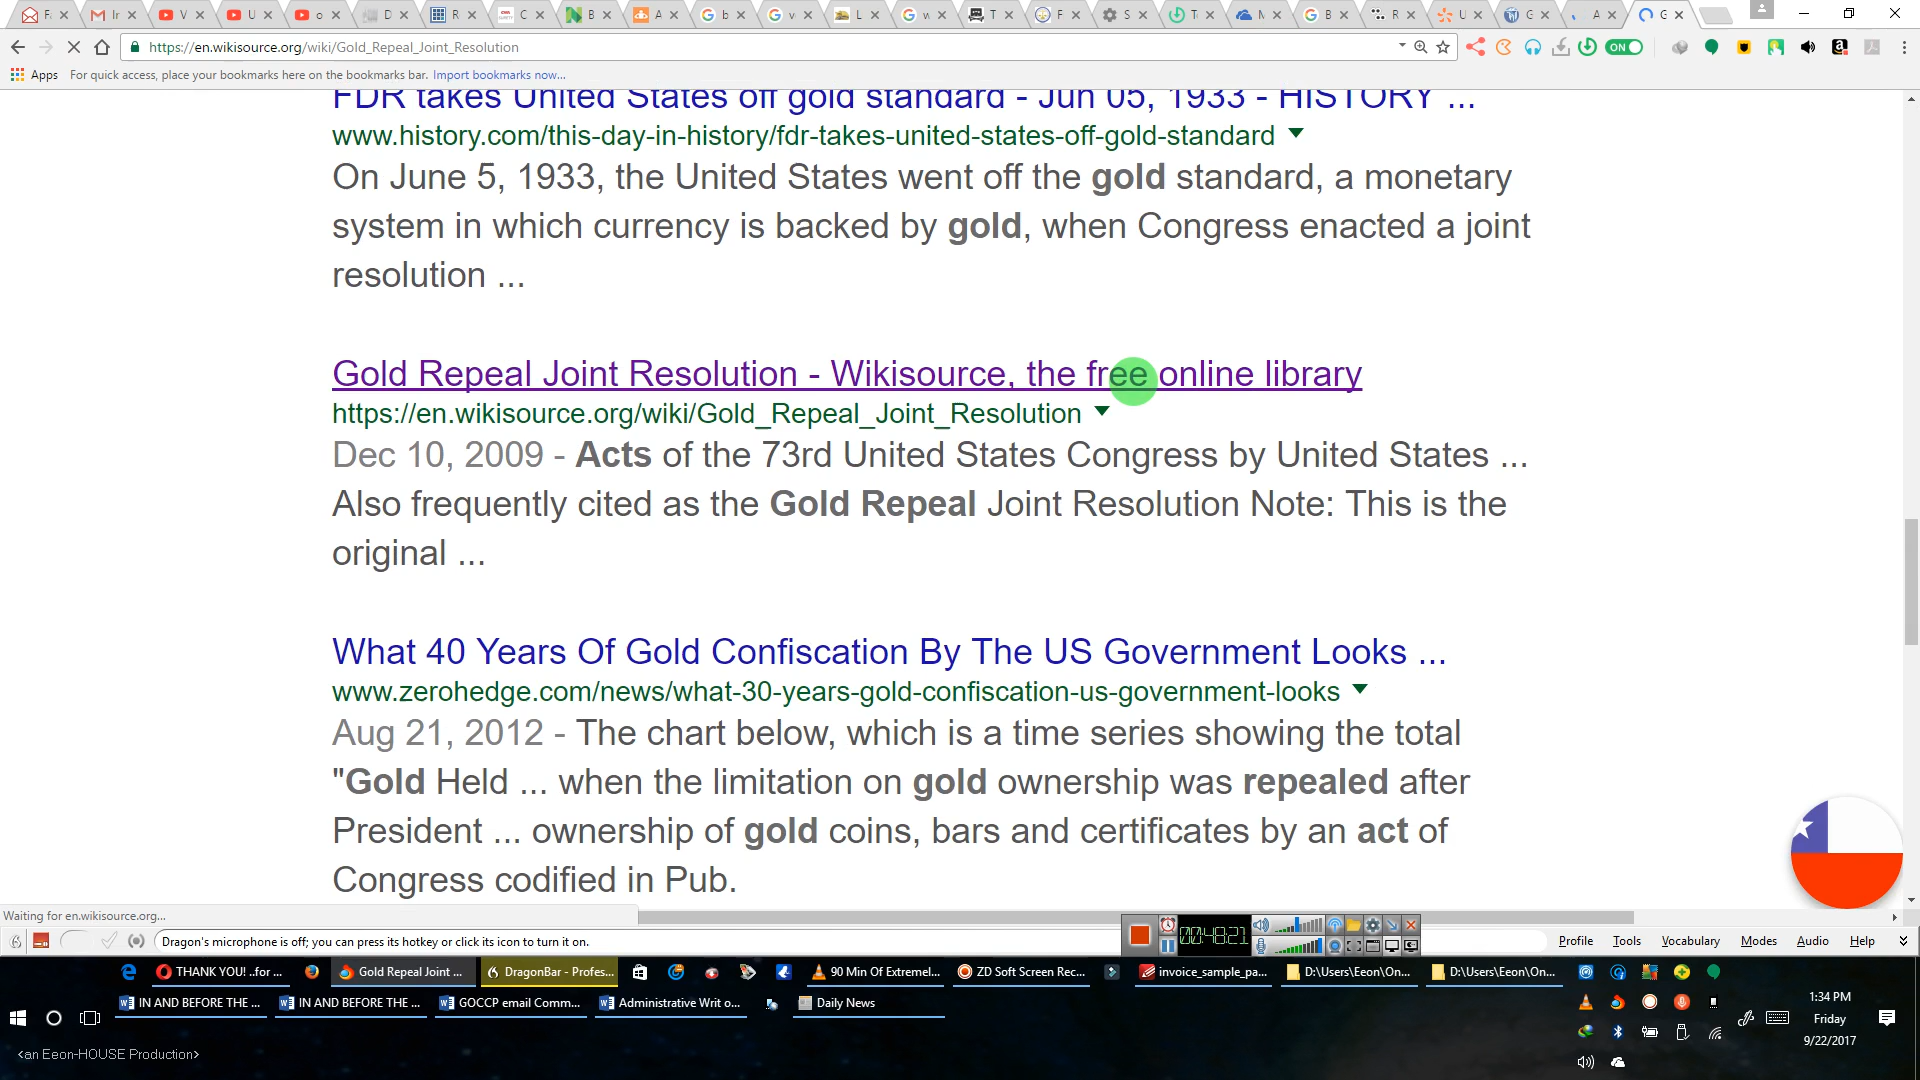 https://en.wikisource.org/wiki/Gold_Repeal_Joint_Resolution
ON
Apps For quick access, place your bookmarks here on the bookmarks bar. Import bookmarks now...
FDR takes United States off gold standard - Jun 05, 1933 - HISTORY ...
www.history.com/this-day-in-history/fdr-takes-united-states-off-gold-standard
On June 5, 1933, the United States went off the gold standard, a monetary
system in which currency is backed by gold, when Congress enacted a joint
resolution ...
Gold Repeal Joint Resolution - Wikisource, the free online library
https://en.wikisource.org/wiki/Gold_Repeal_Joint_Resolution
Dec 10, 2009 - Acts of the 73rd United States Congress by United States ...
Also frequently cited as the Gold Repeal Joint Resolution Note: This is the
original ...
What 40 Years Of Gold Confiscation By The US Government Looks ...
www.zerohedge.com/news/what-30-years-gold-confiscation-us-government-looks
Aug 21, 2012 - The chart below, which is a time series showing the total
"Gold Held ... when the limitation on gold ownership was repealed after
President ... ownership of gold coins, bars and certificates by an act of
Congress codified in Pub.
Waiting for en.wikisource.org...
Dragon's microphone is off; you can press its hotkey or click its icon to turn it on.
00:48:21
Profile Tools Vocabulary Modes Audio Help
THANK YOU! ..for ... Gold Repeal Joint ... DragonBar - Profes... 90 Min Of Extremel... ZD Soft Screen Rec... invoice_sample_pa... D:\Users\Eeon\On... D:\Users\Eeon\On...
IN AND BEFORE THE ... IN AND BEFORE THE ... GOCCP email Comm... Administrative Writ o... Daily News
1:34 PM
Friday
9/22/2017
<an Eeon-HOUSE Production>